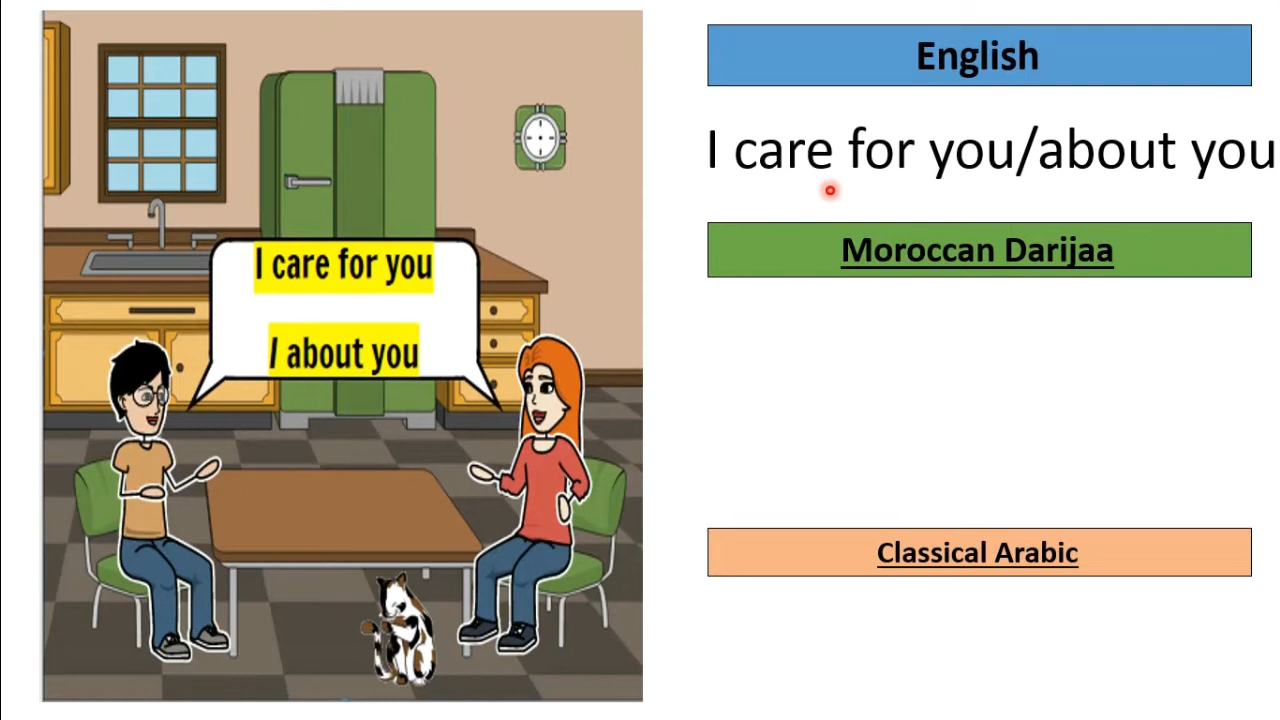 I care for you
/ about you
English
I care for you/about you
Moroccan Darijaa
Classical Arabic